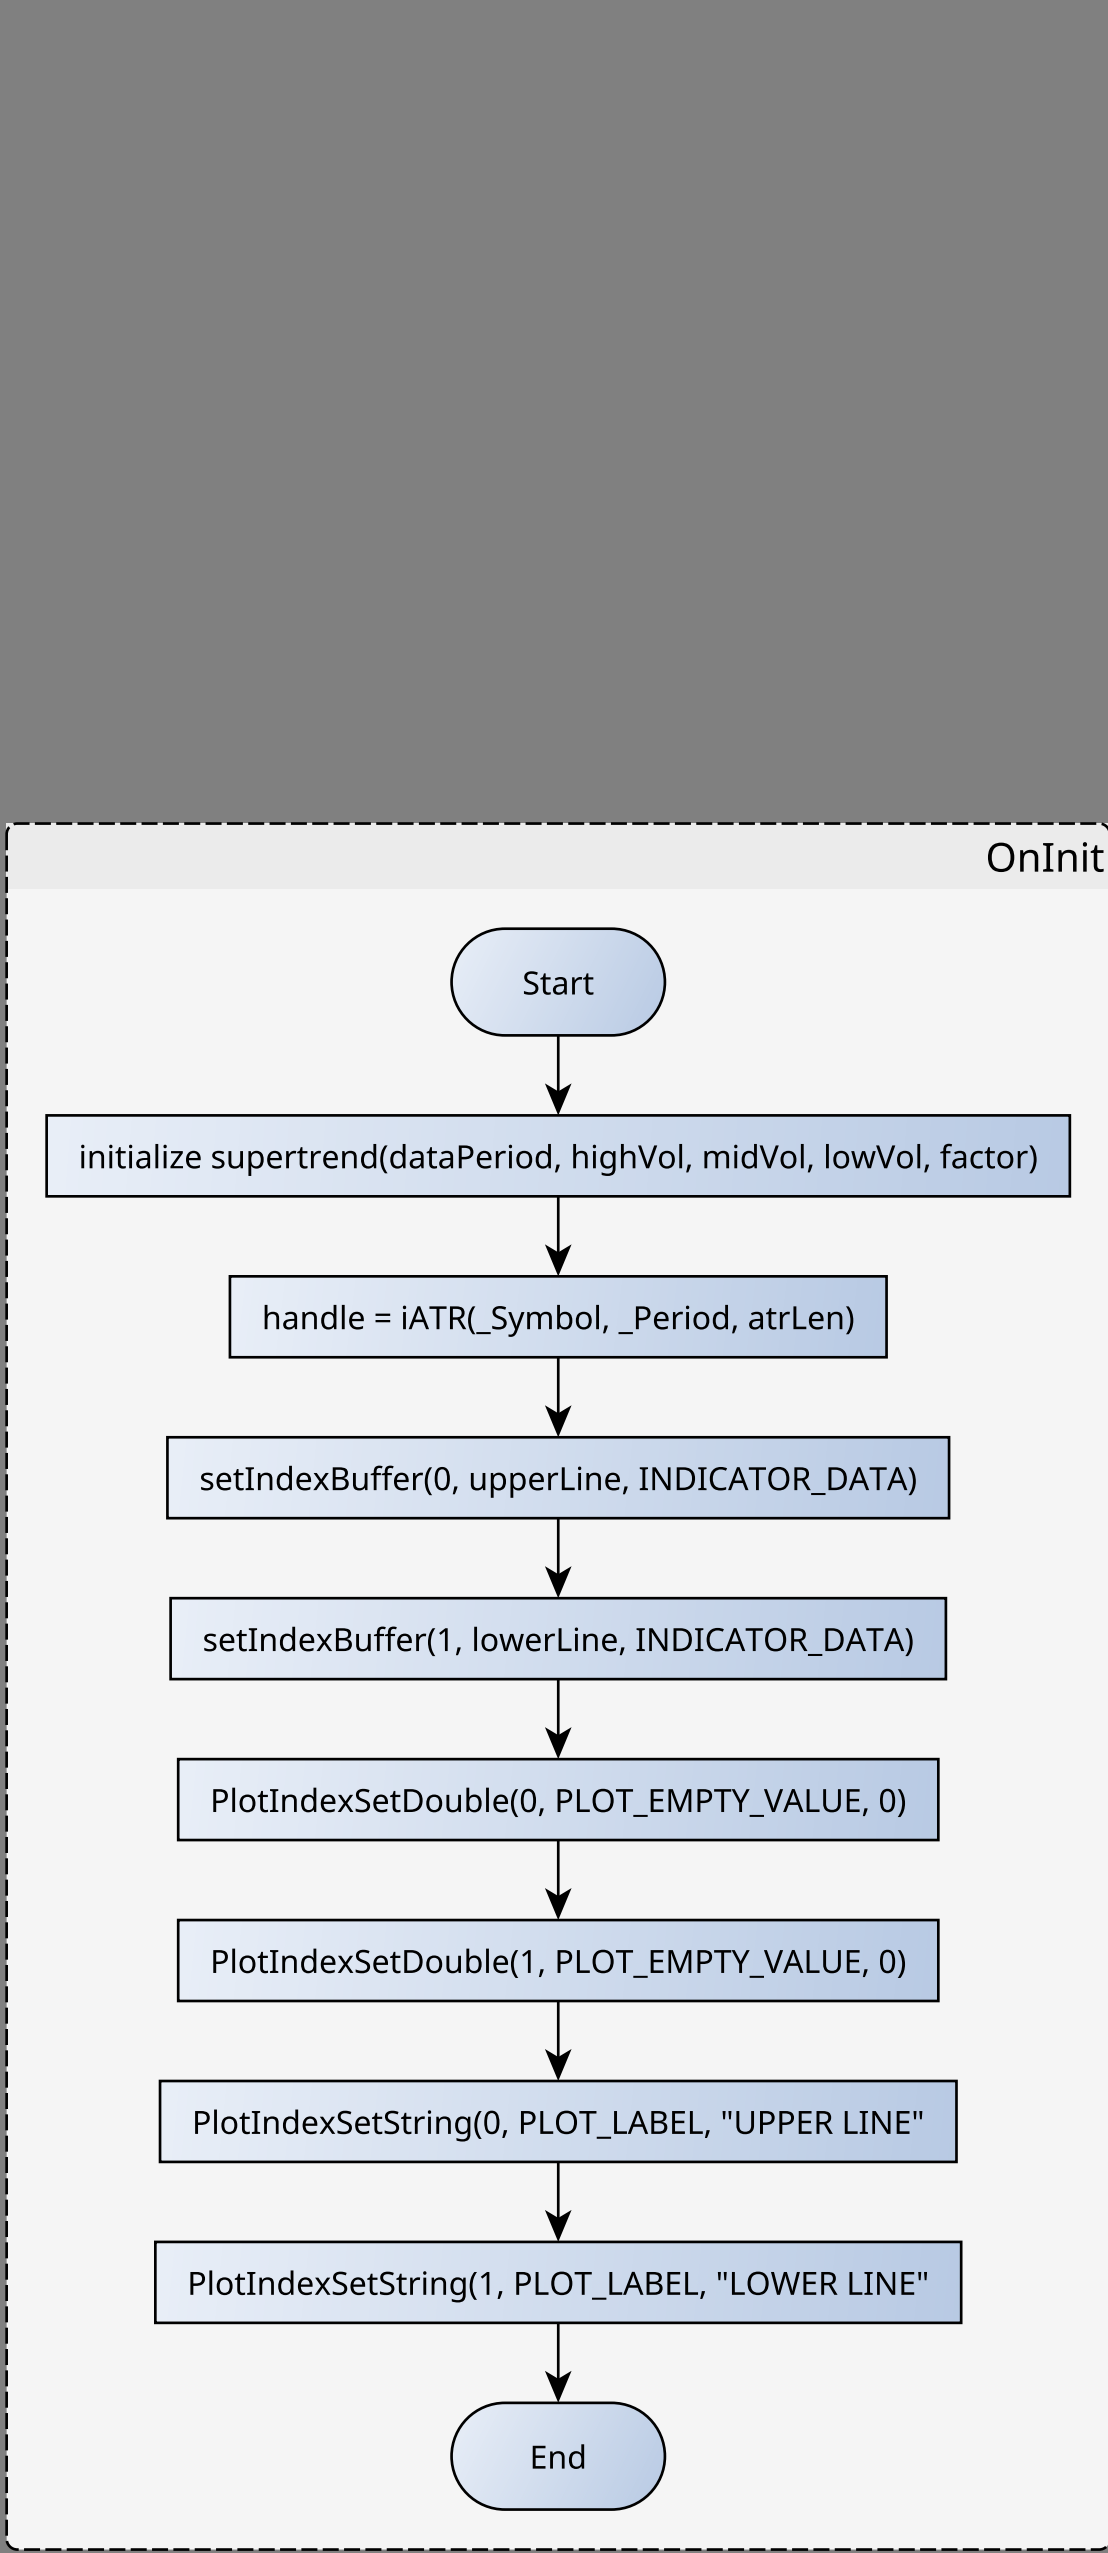 OnInit
Start
initialize supertrend(dataPeriod, highVol, midVol, lowVol, factor)
handle = iATR(_Symbol, _Period, atrLen)
setIndexBuffer(0, upperLine, INDICATOR_DATA)
setIndexBuffer(1, lowerLine, INDICATOR_DATA)
PlotIndexSetDouble(0, PLOT_EMPTY_VALUE, 0)
PlotIndexSetDouble(1, PLOT_EMPTY_VALUE, 0)
PlotIndexSetString(0, PLOT_LABEL, "UPPER LINE"
PlotIndexSetString(1, PLOT_LABEL, "LOWER LINE"
End